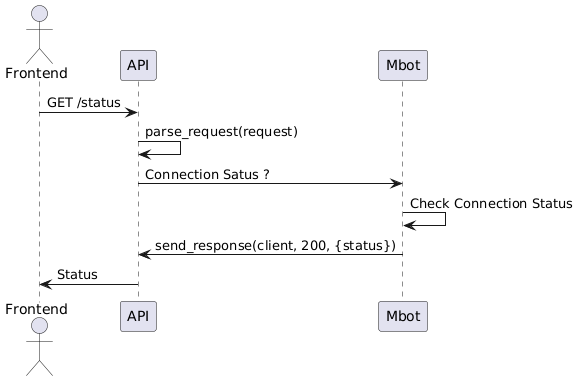 Frontend
API
Mbot
GET /status
parse_request(request)
Connection Satus ?
Check Connection Status
send_response(client, 200, {status})
Status
Frontend
API
Mbot